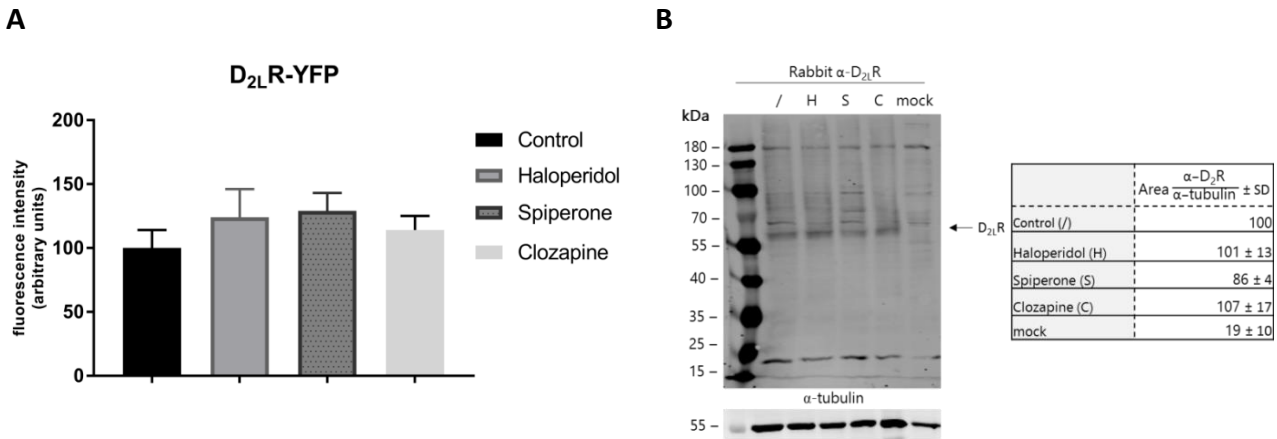 A
D₂LR-YFP
fluorescence intensity
(arbitrary units)
200
150
100
50
0
Control
Haloperidol
Spiperone
Clozapine
B
Rabbit α-D₂LR
/ H S C mock
kDa
180 –
130 –
100 –
70 –
55 –
40 –
35 –
25 –
15 –
← D₂LR
α-tubulin
55 –
Area α–D₂R/α-tubulin ± SD
Control (/) 100
Haloperidol (H) 101 ± 13
Spiperone (S) 86 ± 4
Clozapine (C) 107 ± 17
mock 19 ± 10